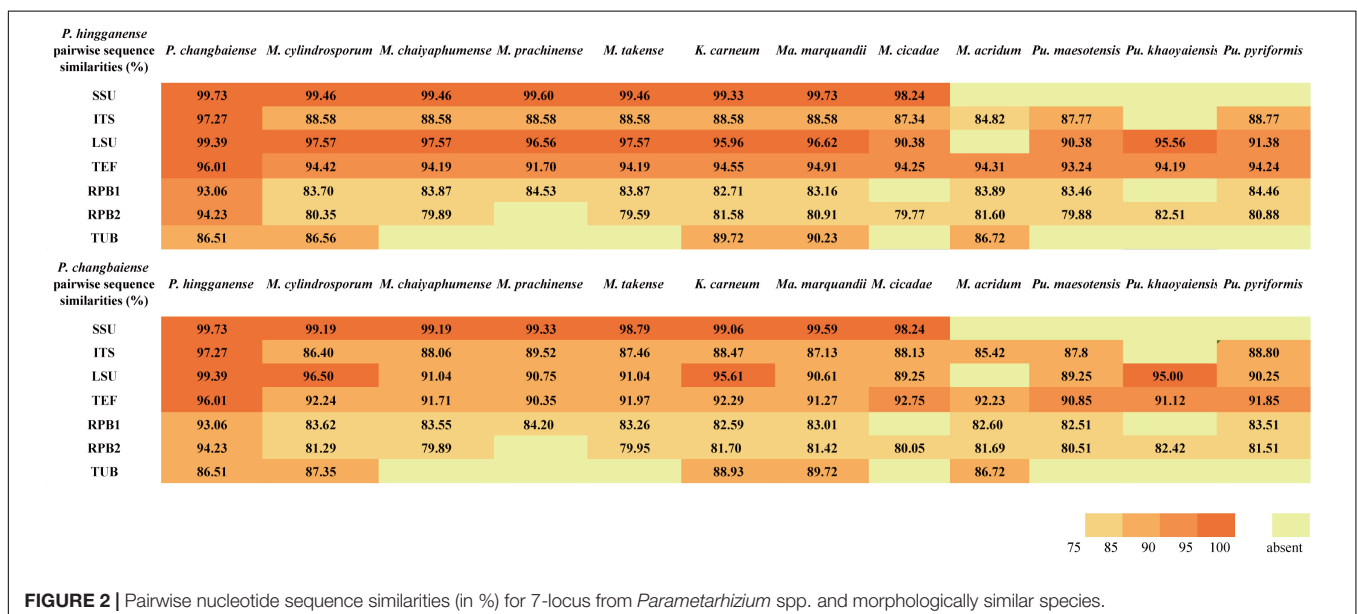 P. hingganense
pairwise sequence
similarities (%)
P. changbaiense M. cylindrosporum M. chaiyaphumense M. prachinense M. takense K. carneum Ma. marquandii M. cicadae M. acridum Pu. maesotensis Pu. khaoyaiensis Pu. pyriformis
SSU 99.73 99.46 99.46 99.60 99.46 99.33 99.73 98.24
ITS 97.27 88.58 88.58 88.58 88.58 88.58 88.58 87.34 84.82 87.77 88.77
LSU 99.39 97.57 97.57 96.56 97.57 95.96 96.62 90.38 90.38 95.56 91.38
TEF 96.01 94.42 94.19 91.70 94.19 94.55 94.91 94.25 94.31 93.24 94.19 94.24
RPB1 93.06 83.70 83.87 84.53 83.87 82.71 83.16 83.89 83.46 84.46
RPB2 94.23 80.35 79.89 79.59 81.58 80.91 79.77 81.60 79.88 82.51 80.88
TUB 86.51 86.56 89.72 90.23 86.72
P. changbaiense
pairwise sequence
similarities (%)
P. hingganense M. cylindrosporum M. chaiyaphumense M. prachinense M. takense K. carneum Ma. marquandii M. cicadae M. acridum Pu. maesotensis Pu. khaoyaiensis Pu. pyriformis
SSU 99.73 99.19 99.19 99.33 98.79 99.06 99.59 98.24
ITS 97.27 86.40 88.06 89.52 87.46 88.47 87.13 88.13 85.42 87.8 88.80
LSU 99.39 96.50 91.04 90.75 91.04 95.61 90.61 89.25 89.25 95.00 90.25
TEF 96.01 92.24 91.71 90.35 91.97 92.29 91.27 92.75 92.23 90.85 91.12 91.85
RPB1 93.06 83.62 83.55 84.20 83.26 82.59 83.01 82.60 82.51 83.51
RPB2 94.23 81.29 79.89 79.95 81.70 81.42 80.05 81.69 80.51 82.42 81.51
TUB 86.51 87.35 88.93 89.72 86.72
75 85 90 95 100 absent
FIGURE 2 | Pairwise nucleotide sequence similarities (in %) for 7-locus from Parametarhizium spp. and morphologically similar species.